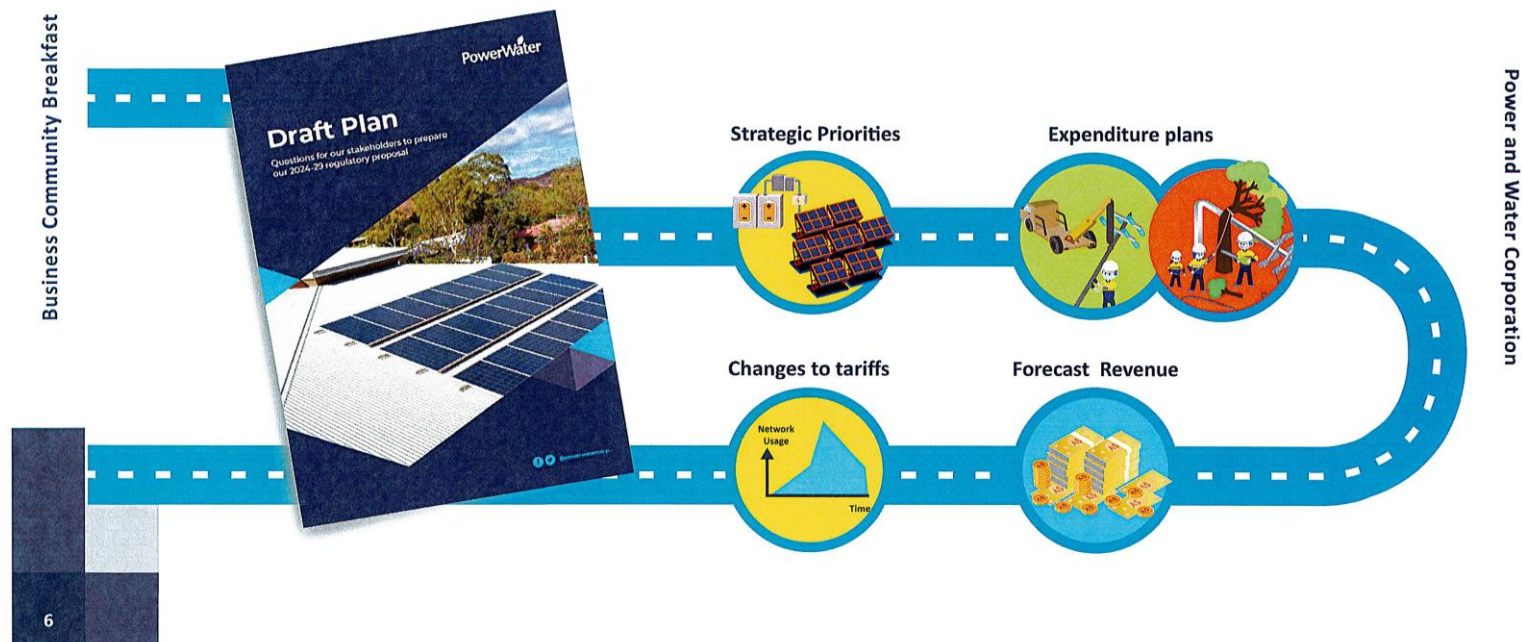 Business Community Breakfast
PowerWater
Draft Plan
Questions for our stakeholders to prepare
our 2024-29 regulatory proposal
Strategic Priorities
Expenditure plans
Power and Water Corporation
Changes to tariffs
Forecast  Revenue
Network
Usage
Time
6